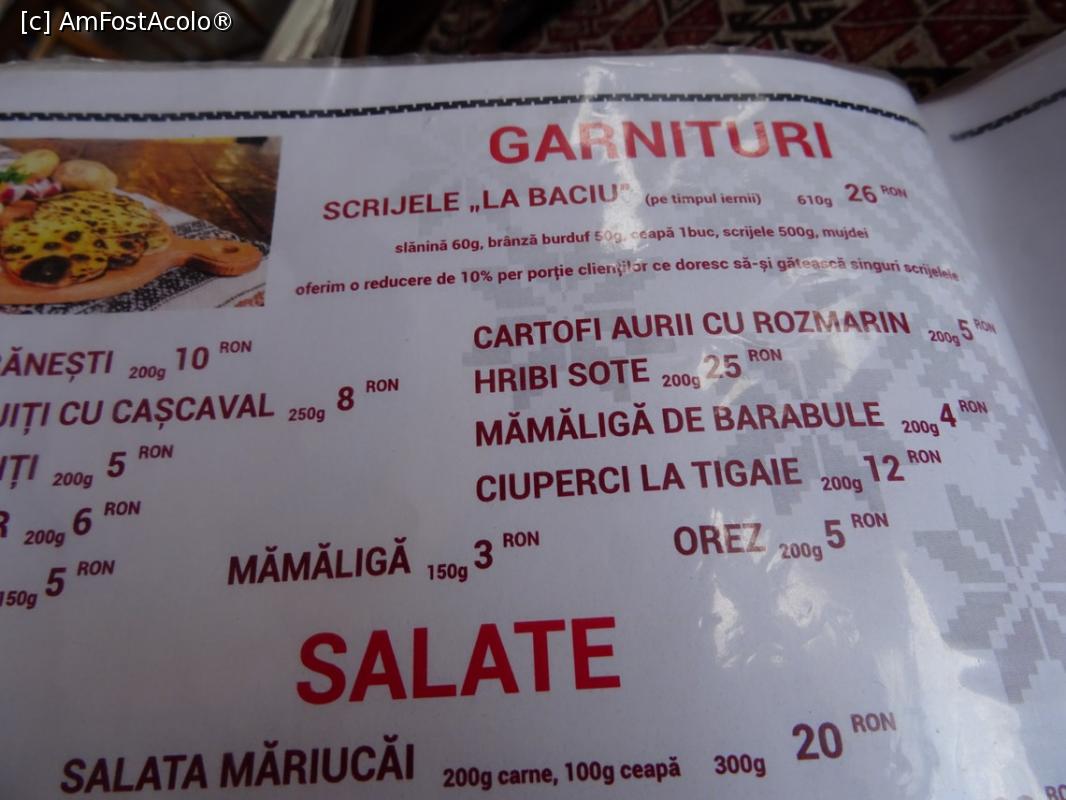 [c] AmFostAcolo®
GARNITURI
SCRIJELE „LA BACIU” (pe timpul iernii) 610g 26 RON
slănină 60g, brânză burduf 50g, ceapă 1buc, scrijele 500g, mujdei
oferim o reducere de 10% per porție clienților ce doresc să-și gătească singuri scrijelele
ĂNEȘTI 200g 10 RON
UIȚI CU CAȘCAVAL 250g 8 RON
ȚI 200g 5 RON
R 200g 6 RON
150g 5 RON
CARTOFI AURII CU ROZMARIN 200g 5 RON
HRIBI SOTE 200g 25 RON
MĂMĂLIGĂ DE BARABULE 200g 4 RON
CIUPERCI LA TIGAIE 200g 12 RON
MĂMĂLIGĂ 150g 3 RON
OREZ 200g 5 RON
SALATE
SALATA MĂRIUCĂI 200g carne, 100g ceapă 300g 20 RON